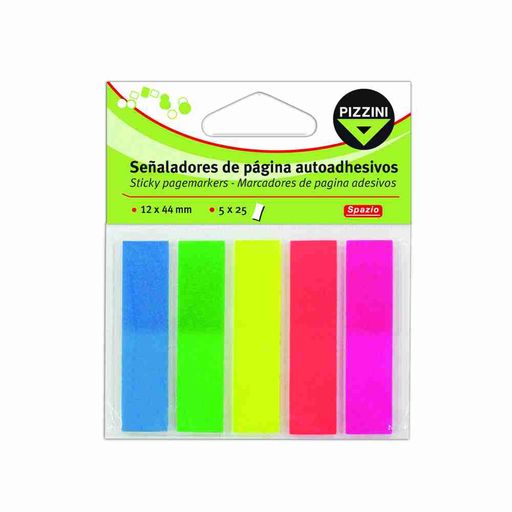 PIZZINI
Señaladores de página autoadhesivos
Sticky pagemarkers - Marcadores de pagina adesivos
• 12 x 44 mm • 5 x 25
Spazio